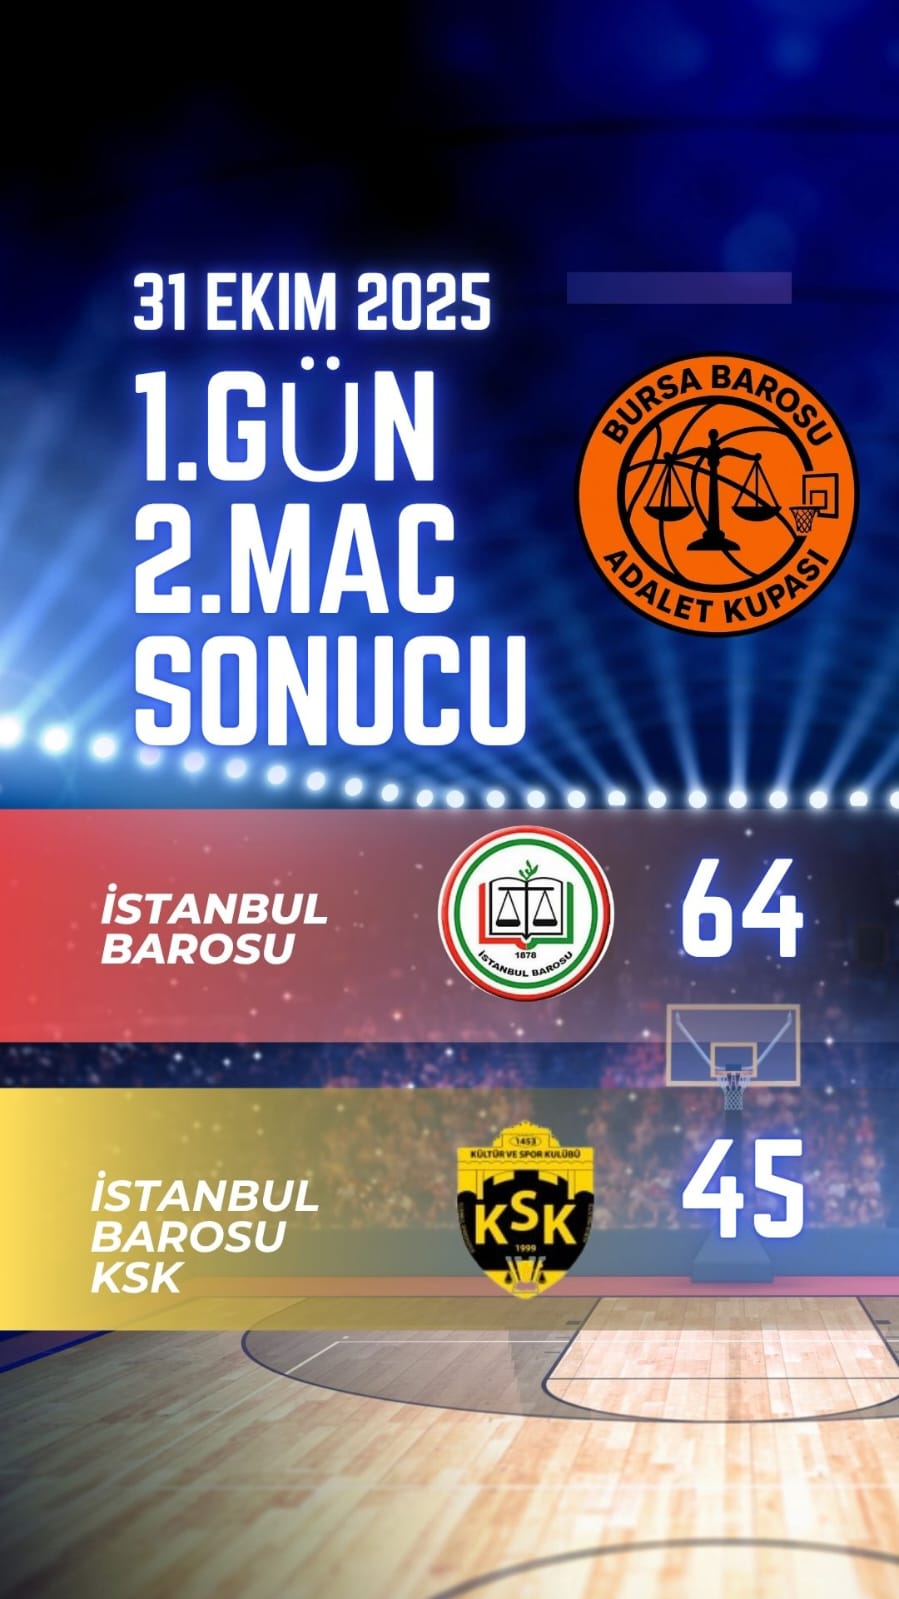 31 EKIM 2025
1.GÜN
2.MAC
SONUCU
BURSA BAROSU
ADALET KUPASI
İSTANBUL
BAROSU
1878
İSTANBUL BAROSU
64
İSTANBUL
BAROSU
KSK
1453
KÜLTÜR VE SPOR KULÜBÜ
KSK
1999
45